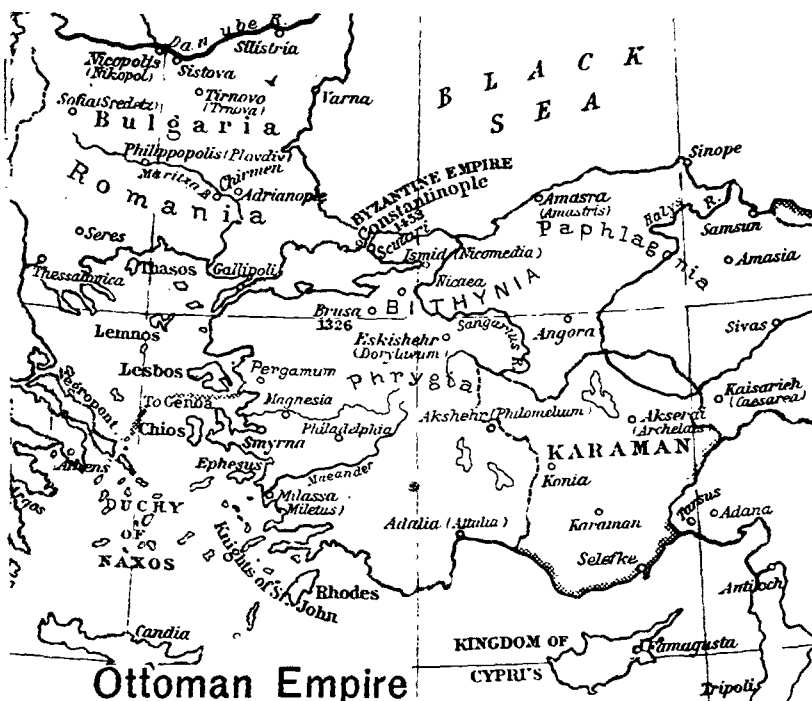 Danube R.
Silistria
Nicopolis
(Nikopol)
Sistova
Tirnovo
(Trnova)
Varna
BLACK
SEA
Sofia (Sredetz)
Bulgaria
Philippopolis (Plovdiv)
Maritza R.
Chirmen
Adrianople
Romania
BYZANTINE EMPIRE
Constantinople
1453
Scutari
Sinope
Amasra
(Amastris)
Halys R.
Samsun
Paphlagonia
Amasia
Seres
Thessalonica
Thasos
Gallipoli
Ismid (Nicomedia)
Nicaea
BITHYNIA
Brusa
1326
Lemnos
Eskishehr
(Dorylaeum)
Sangarius R.
Angora
Sivas
Lesbos
Pergamum
Phrygia
Negropont
To Genoa
Magnesia
Kaisarieh
(Caesarea)
Akshehr (Philomelium)
Akserai
(Archelais)
Chios
Smyrna
Philadelphia
KARAMAN
Athens
Ephesus
Maeander
Konia
Argos
DUCHY
OF
NAXOS
Milassa
(Miletus)
Knights of St. John
Adalia (Attalia)
Karaman
Tarsus
Adana
Selefke
Rhodes
Antioch
Candia
KINGDOM OF
CYPRI'S
Famagusta
Tripoli
Ottoman Empire